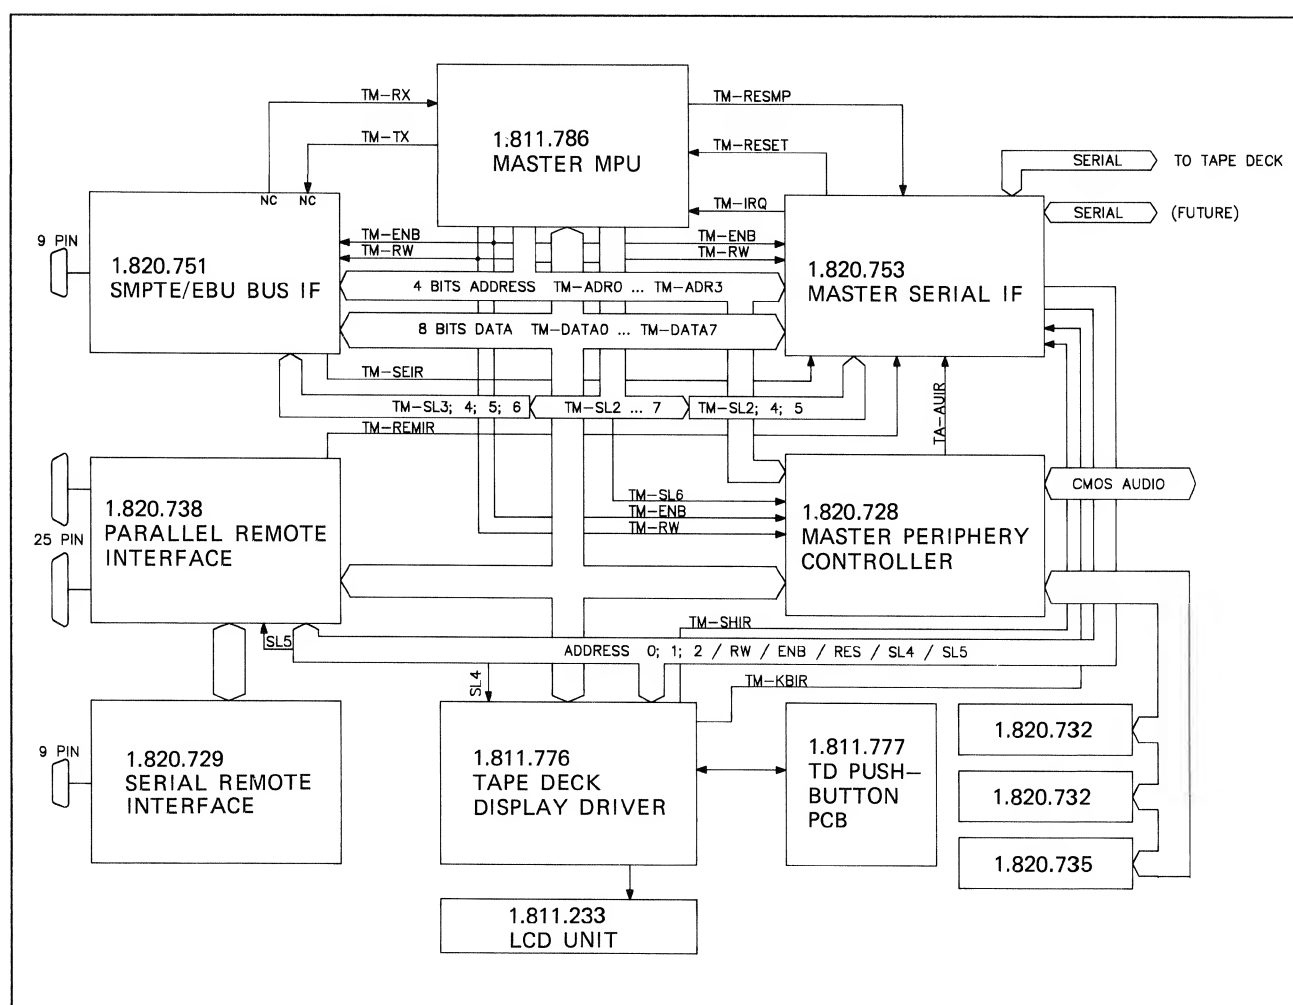 TM-RX
TM-RESMP
1.811.786
MASTER MPU
TM-TX
TM-RESET
SERIAL
TO TAPE DECK
NC
NC
TM-IRQ
SERIAL
(FUTURE)
9 PIN
TM-ENB
TM-ENB
TM-RW
TM-RW
1.820.751
SMPTE/EBU BUS IF
1.820.753
MASTER SERIAL IF
4 BITS ADDRESS TM-ADR0 ... TM-ADR3
8 BITS DATA TM-DATA0 ... TM-DATA7
TM-SEIR
TM-SL3; 4; 5; 6
TM-SL2 ... 7
TM-SL2; 4; 5
TA-AUIR
TM-REMIR
CMOS AUDIO
TM-SL6
TM-ENB
TM-RW
1.820.738
PARALLEL REMOTE
INTERFACE
25 PIN
1.820.728
MASTER PERIPHERY
CONTROLLER
TM-SHIR
SL5
ADDRESS 0; 1; 2 / RW / ENB / RES / SL4 / SL5
SL4
TM-KBIR
9 PIN
1.820.729
SERIAL REMOTE
INTERFACE
1.811.776
TAPE DECK
DISPLAY DRIVER
1.811.777
TD PUSH-
BUTTON
PCB
1.820.732
1.820.732
1.820.735
1.811.233
LCD UNIT